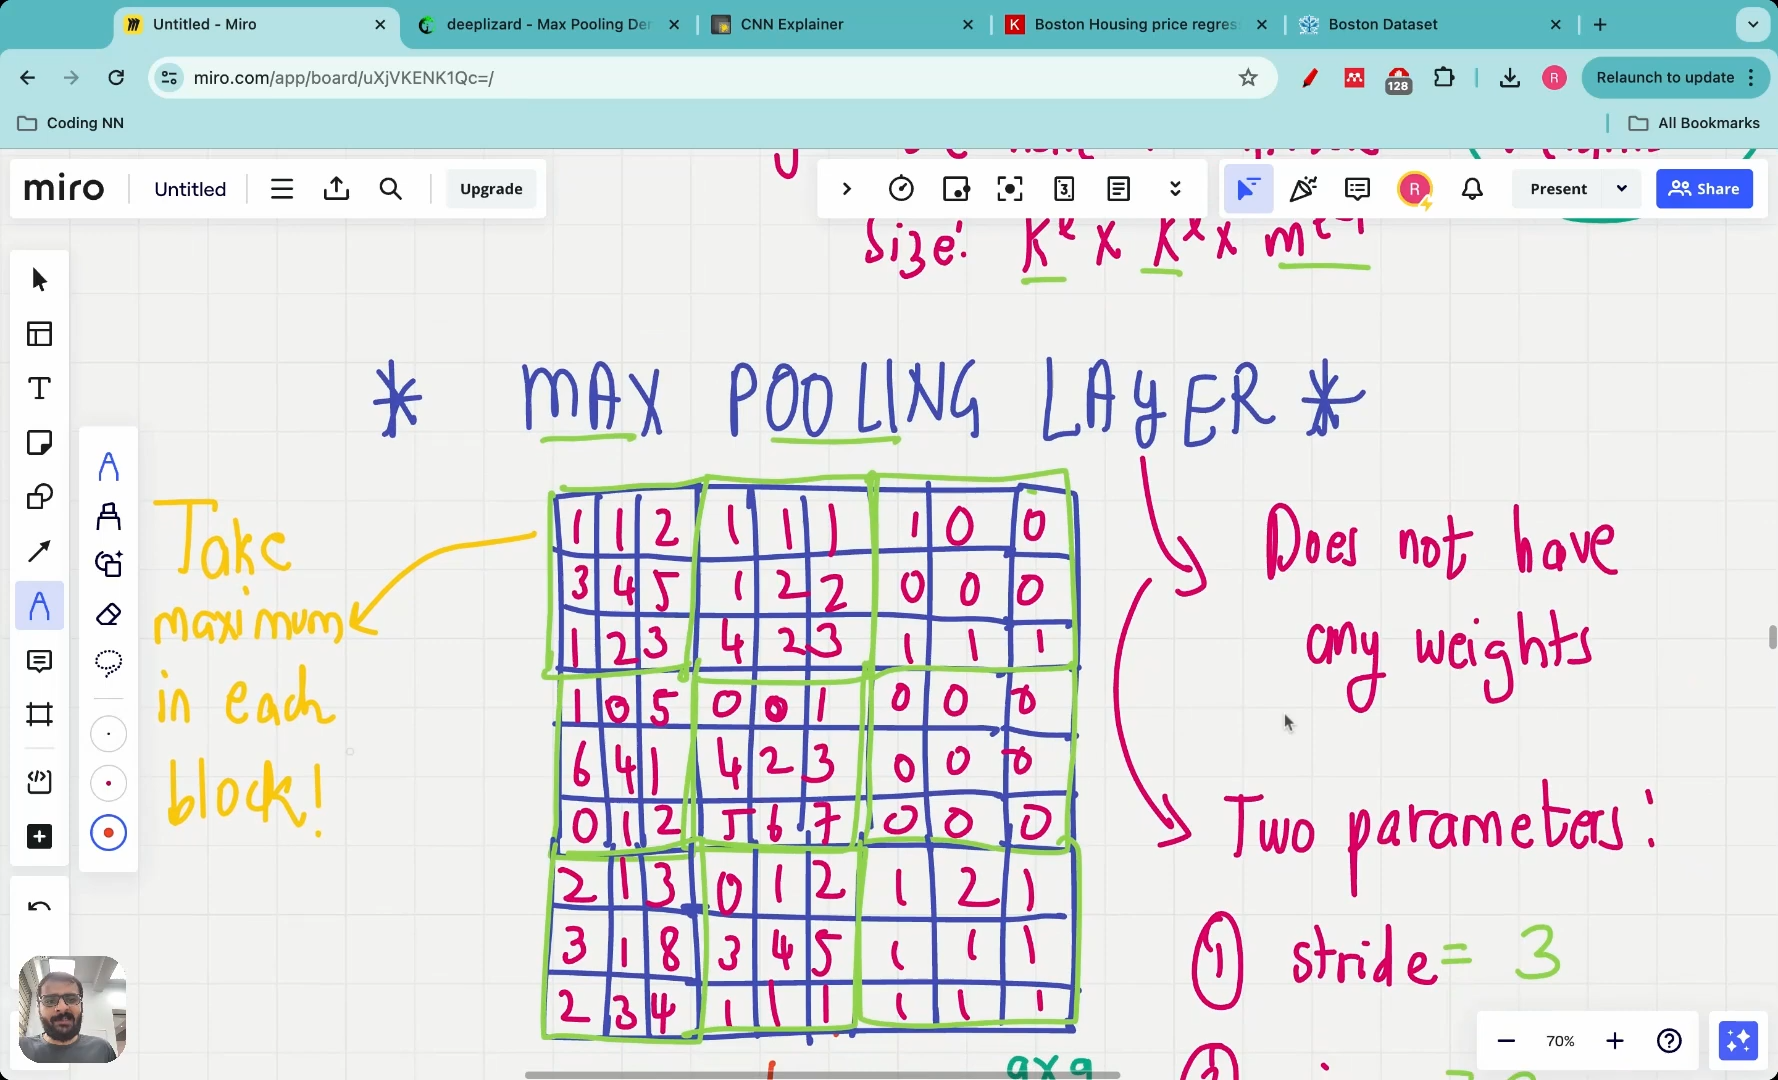 Untitled - Miro
deeplizard - Max Pooling De
CNN Explainer
K
Boston Housing price regres
Boston Dataset
miro.com/app/board/uXjVKENK1Qc=/
128
R
Relaunch to update
Coding NN
All Bookmarks
miro
Untitled
Upgrade
3
R
Present
Share
Size: K^l x K^l x m^l-1
* MAX POOLING LAYER *
Take
maximum
in each
block!
1 1 2 1 1 1 1 0 0
3 4 5 1 2 2 0 0 0
1 2 3 4 2 3 1 1 1
1 0 5 0 0 1 0 0 0
6 4 1 4 2 3 0 0 0
0 1 2 5 6 7 0 0 0
2 1 3 0 1 2 1 2 1
3 1 8 3 4 5 1 1 1
2 3 4 1 1 1 1 1 1
9x9
Does not have
any weights
Two parameters:
① stride = 3
②
70%